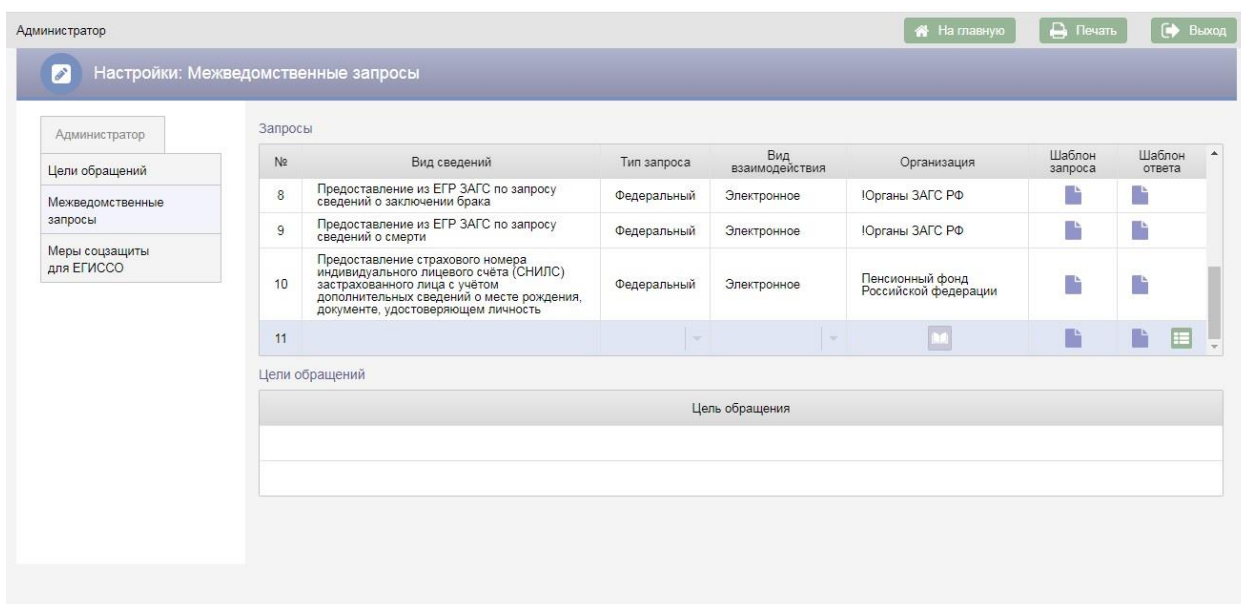 Администратор
На главную
Печать
Выход
Настройки: Межведомственные запросы
Администратор
Цели обращений
Межведомственные
запросы
Меры соцзащиты
для ЕГИССО
Запросы
№
Вид сведений
Тип запроса
Вид
взаимодействия
Организация
Шаблон
запроса
Шаблон
ответа
8
Предоставление из ЕГР ЗАГС по запросу
сведений о заключении брака
Федеральный
Электронное
!Органы ЗАГС РФ
9
Предоставление из ЕГР ЗАГС по запросу
сведений о смерти
Федеральный
Электронное
!Органы ЗАГС РФ
10
Предоставление страхового номера
индивидуального лицевого счёта (СНИЛС)
застрахованного лица с учётом
дополнительных сведений о месте рождения,
документе, удостоверяющем личность
Федеральный
Электронное
Пенсионный фонд
Российской федерации
11
Цели обращений
Цель обращения